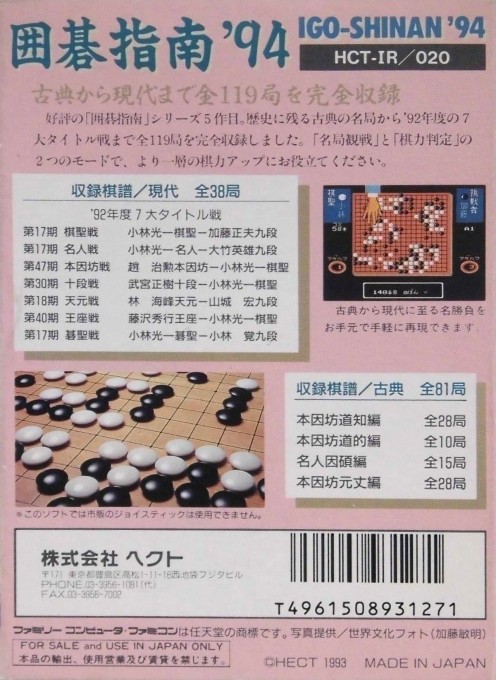 囲碁指南'94
IGO-SHINAN '94
HCT-IR/020
古典から現代まで全119局を完全収録
好評の「囲碁指南」シリーズ5作目。歴史に残る古典の名局から'92年度の7
大タイトル戦まで全119局を完全収録しました。「名局観戦」と「棋力判定」の
2つのモードで、より一層の棋力アップにお役立てください。
収録棋譜/現代 全38局
'92年度7大タイトル戦
第17期 棋聖戦 小林光一棋聖─加藤正夫九段
第17期 名人戦 小林光一名人─大竹英雄九段
第47期 本因坊戦 趙 治勲本因坊─小林光一棋聖
第30期 十段戦 武宮正樹十段─小林光一棋聖
第18期 天元戦 林 海峰天元─山城 宏九段
第40期 王座戦 藤沢秀行王座─小林光一棋聖
第17期 碁聖戦 小林光一碁聖─小林 覚九段
棋聖
小林
挑戦者
加藤
A1
古典から現代に至る名勝負を
お手元で手軽に再現できます。
収録棋譜/古典 全81局
本因坊道知編 全28局
本因坊道的編 全10局
名人因碩編 全15局
本因坊元丈編 全28局
※このソフトでは市販のジョイスティックは使用できません。
株式会社 ヘクト
〒171 東京都豊島区高松1-11-16西池袋フジタビル
PHONE.03-3956-1081(代)
FAX.03-3956-7002
T4961508931271
ファミリーコンピュータ・ファミコンは任天堂の商標です。写真提供/世界文化フォト(加藤敏明)
FOR SALE and USE IN JAPAN ONLY
本品の輸出、使用営業及び賃貸を禁じます。
©HECT 1993 MADE IN JAPAN